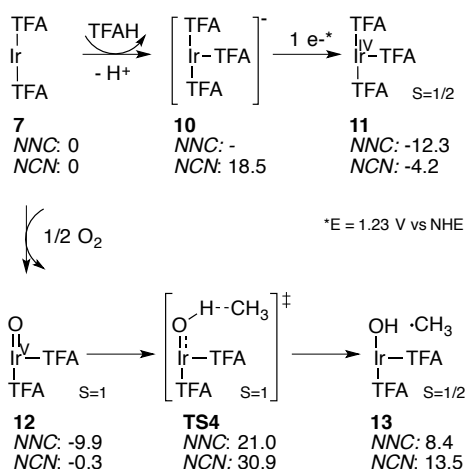 TFA
Ir
TFA
TFAH
- H+
TFA
Ir TFA
TFA
-
1 e-*
TFA
IV
Ir TFA
TFA
S=1/2
7
NNC: 0
NCN: 0
10
NNC: -
NCN: 18.5
11
NNC: -12.3
NCN: -4.2
1/2 O2
*E = 1.23 V vs NHE
O
V
Ir TFA
TFA
S=1
H CH3
O
Ir TFA
TFA
S=1
‡
OH ·CH3
Ir TFA
TFA
S=1/2
12
NNC: -9.9
NCN: -0.3
TS4
NNC: 21.0
NCN: 30.9
13
NNC: 8.4
NCN: 13.5